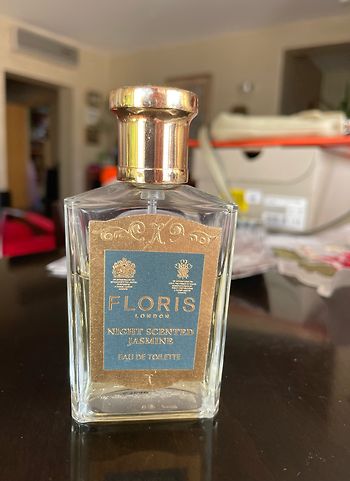 FLORIS
LONDON
NIGHT SCENTED
JASMINE
EAU DE TOILETTE